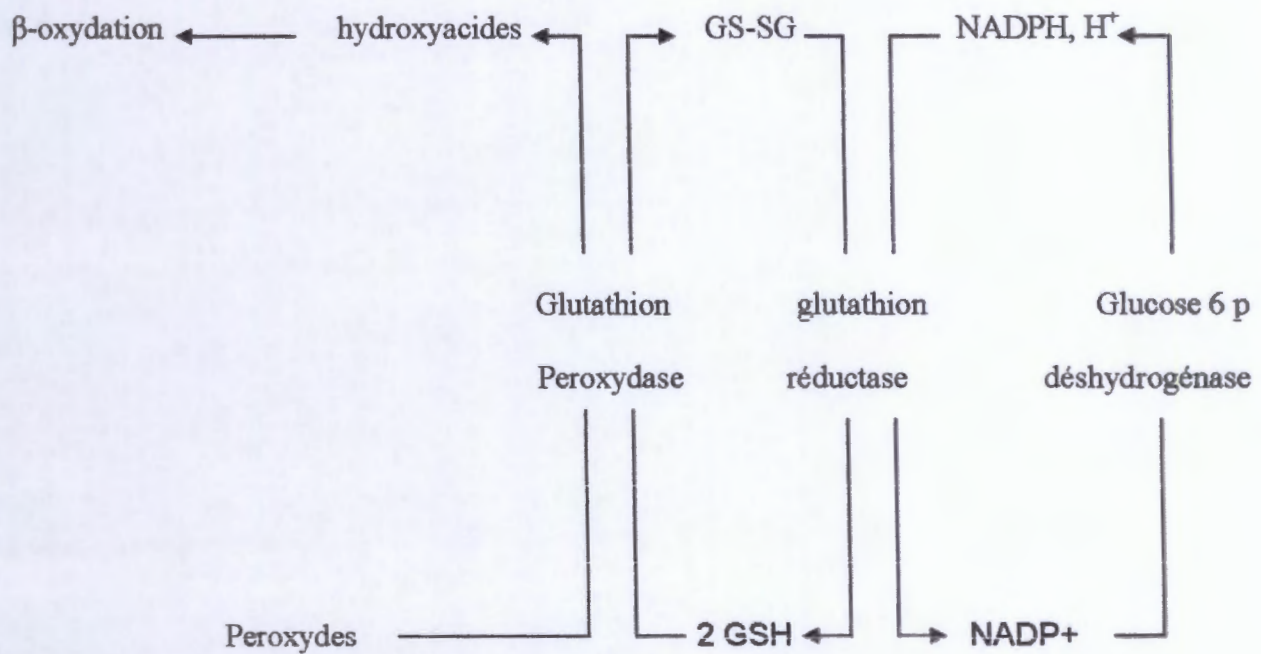 β-oxydation hydroxyacides GS-SG NADPH, H⁺
Glutathion glutathion Glucose 6 p
Peroxydase réductase déshydrogénase
Peroxydes 2 GSH NADP+